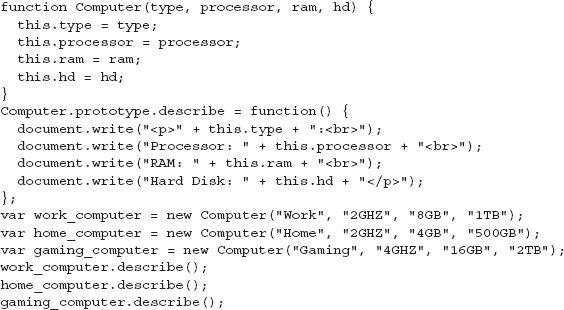 function Computer(type, processor, ram, hd) {
  this.type = type;
  this.processor = processor;
  this.ram = ram;
  this.hd = hd;
}
Computer.prototype.describe = function() {
  document.write("<p>" + this.type + ":<br>");
  document.write("Processor: " + this.processor + "<br>");
  document.write("RAM: " + this.ram + "<br>");
  document.write("Hard Disk: " + this.hd + "</p>");
};
var work_computer = new Computer("Work", "2GHZ", "8GB", "1TB");
var home_computer = new Computer("Home", "2GHZ", "4GB", "500GB");
var gaming_computer = new Computer("Gaming", "4GHZ", "16GB", "2TB");
work_computer.describe();
home_computer.describe();
gaming_computer.describe();